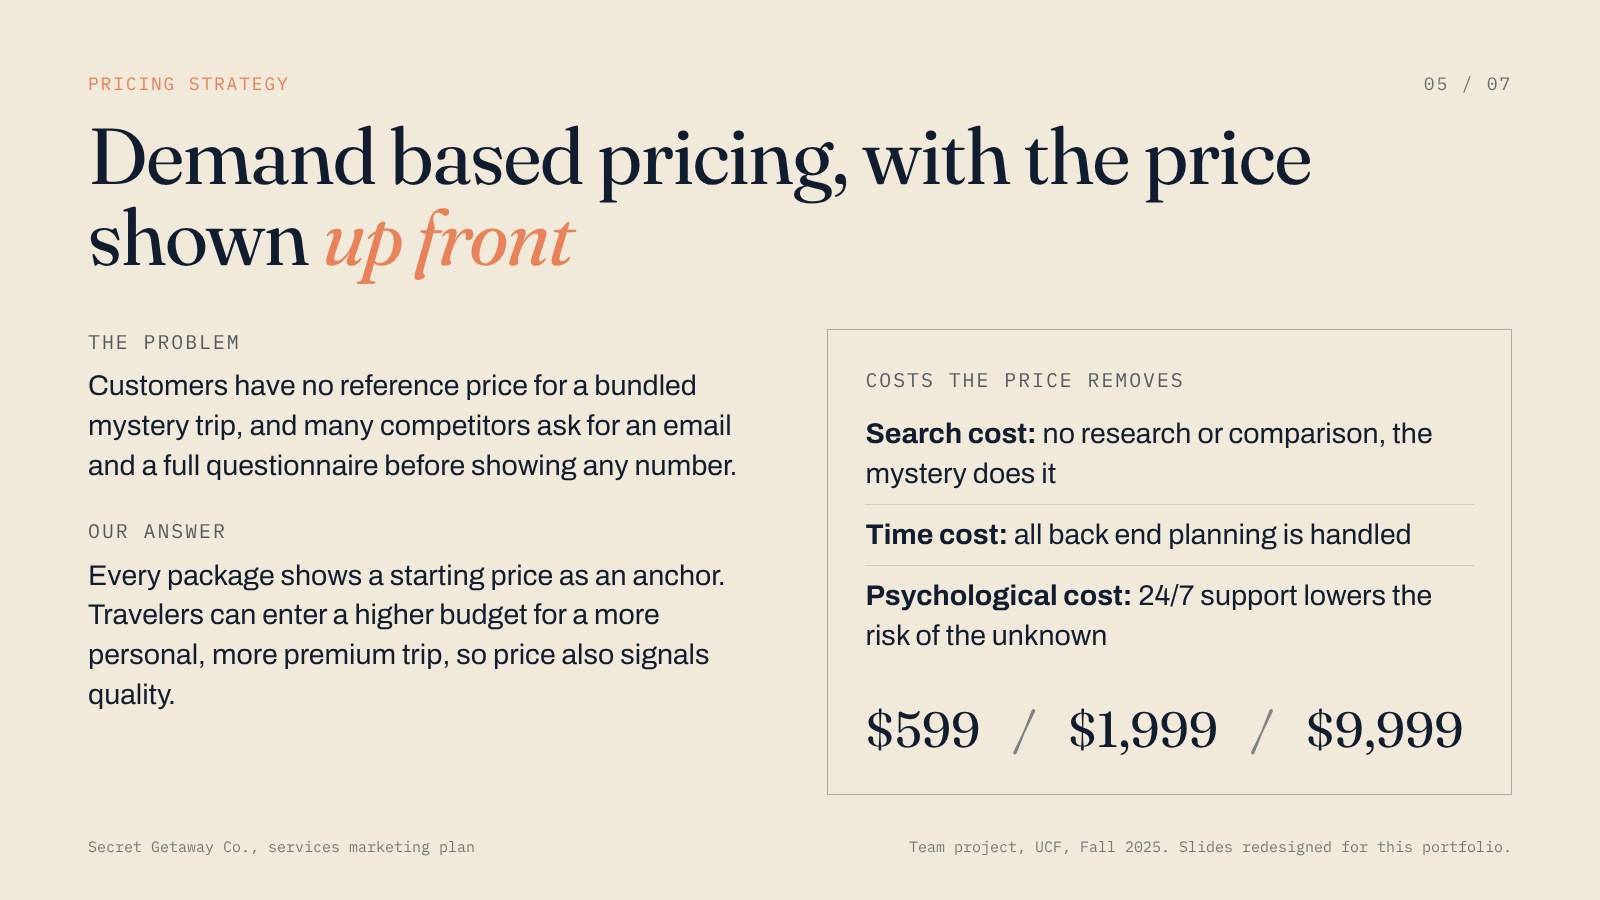 PRICING STRATEGY
05 / 07
Demand based pricing, with the price
shown up front
THE PROBLEM
Customers have no reference price for a bundled
mystery trip, and many competitors ask for an email
and a full questionnaire before showing any number.
OUR ANSWER
Every package shows a starting price as an anchor.
Travelers can enter a higher budget for a more
personal, more premium trip, so price also signals
quality.
COSTS THE PRICE REMOVES
Search cost: no research or comparison, the
mystery does it
Time cost: all back end planning is handled
Psychological cost: 24/7 support lowers the
risk of the unknown
$599 / $1,999 / $9,999
Secret Getaway Co., services marketing plan
Team project, UCF, Fall 2025. Slides redesigned for this portfolio.